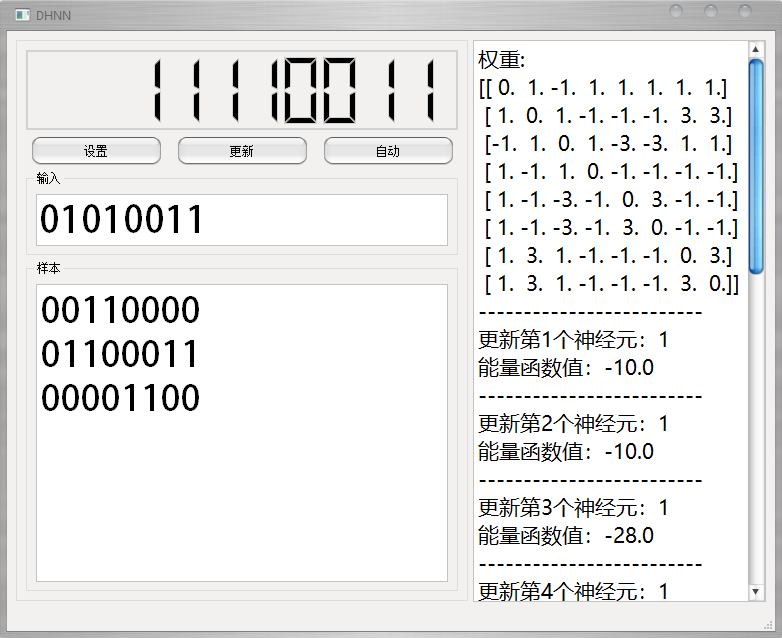 DHNN
11110011
设置 更新 自动
输入
01010011
样本
00110000
01100011
00001100
权重:
[[ 0. 1. -1. 1. 1. 1. 1. 1.]
[ 1. 0. 1. -1. -1. -1. 3. 3.]
[-1. 1. 0. 1. -3. -3. 1. 1.]
[ 1. -1. 1. 0. -1. -1. -1. -1.]
[ 1. -1. -3. -1. 0. 3. -1. -1.]
[ 1. -1. -3. -1. 3. 0. -1. -1.]
[ 1. 3. 1. -1. -1. -1. 0. 3.]
[ 1. 3. 1. -1. -1. -1. 3. 0.]]
-------------------------
更新第1个神经元：1
能量函数值：-10.0
-------------------------
更新第2个神经元：1
能量函数值：-10.0
-------------------------
更新第3个神经元：1
能量函数值：-28.0
-------------------------
更新第4个神经元：1